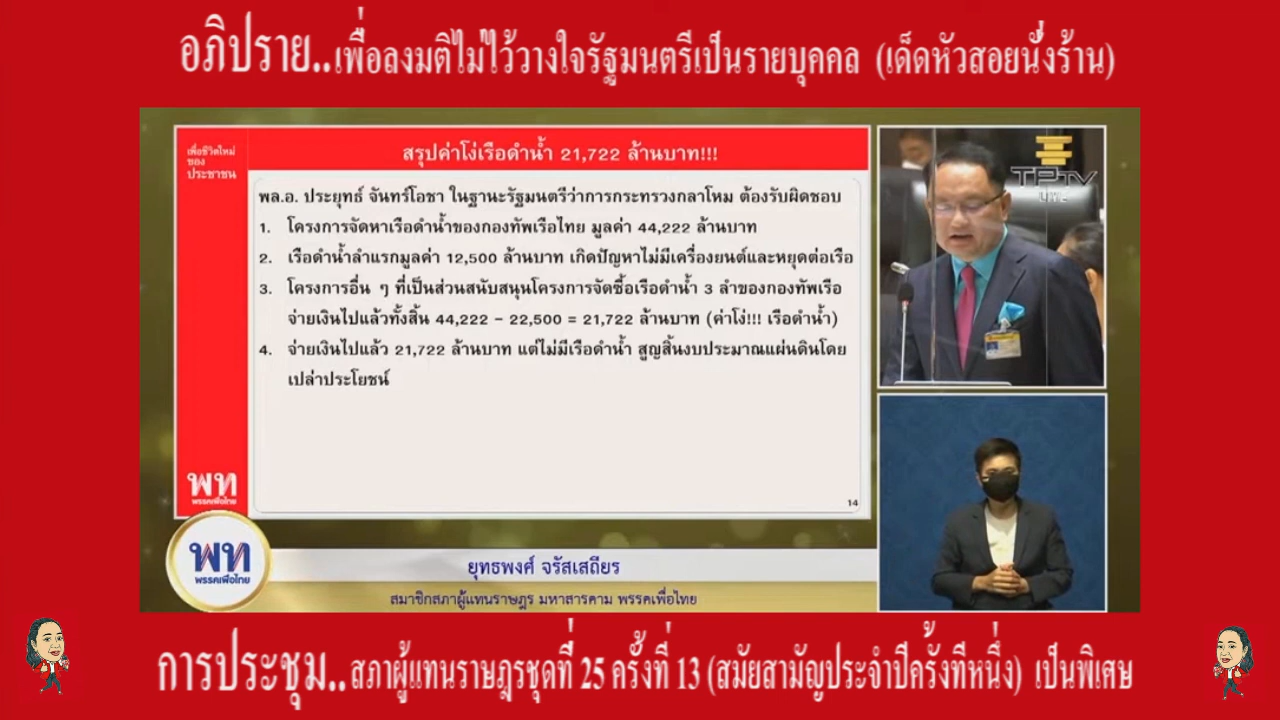 อภิปราย..เพื่อลงมติไม่ไว้วางใจรัฐมนตรีเป็นรายบุคคล (เด็ดหัวสอยนั่งร้าน)
เพื่อชีวิตใหม่
ของ
ประชาชน
สรุปค่าโง่เรือดำน้ำ 21,722 ล้านบาท!!!
พล.อ. ประยุทธ์ จันทร์โอชา ในฐานะรัฐมนตรีว่าการกระทรวงกลาโหม ต้องรับผิดชอบ
1. โครงการจัดหาเรือดำน้ำของกองทัพเรือไทย มูลค่า 44,222 ล้านบาท
2. เรือดำน้ำลำแรกมูลค่า 12,500 ล้านบาท เกิดปัญหาไม่มีเครื่องยนต์และหยุดต่อเรือ
3. โครงการอื่น ๆ ที่เป็นส่วนสนับสนุนโครงการจัดซื้อเรือดำน้ำ 3 ลำของกองทัพเรือ
จ่ายเงินไปแล้วทั้งสิ้น 44,222 – 22,500 = 21,722 ล้านบาท (ค่าโง่!!! เรือดำน้ำ)
4. จ่ายเงินไปแล้ว 21,722 ล้านบาท แต่ไม่มีเรือดำน้ำ สูญสิ้นงบประมาณแผ่นดินโดย
เปล่าประโยชน์
14
พท
พรรคเพื่อไทย
TPTV
LIVE
พท
พรรคเพื่อไทย
ยุทธพงศ์ จรัสเสถียร
สมาชิกสภาผู้แทนราษฎร มหาสารคาม พรรคเพื่อไทย
การประชุม..สภาผู้แทนราษฎรชุดที่ 25 ครั้งที่ 13 (สมัยสามัญประจำปีครั้งที่หนึ่ง) เป็นพิเศษ